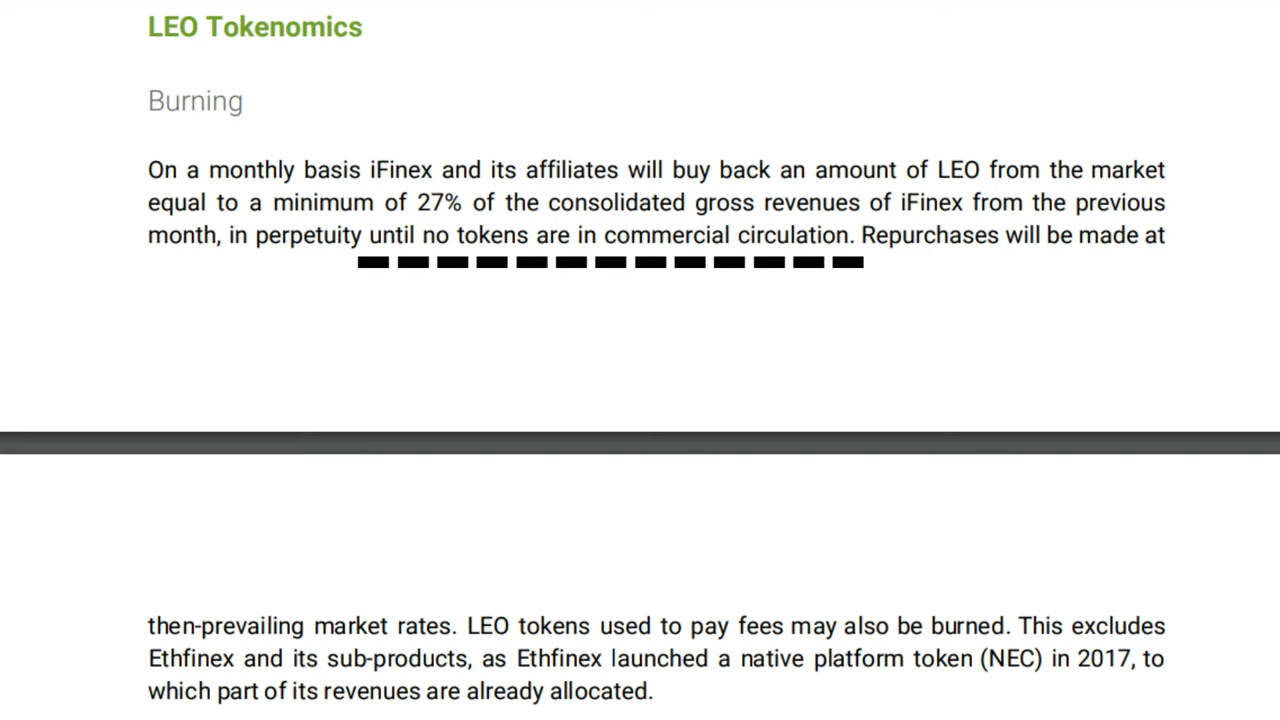 LEO Tokenomics
Burning
On a monthly basis iFinex and its affiliates will buy back an amount of LEO from the market
equal to a minimum of 27% of the consolidated gross revenues of iFinex from the previous
month, in perpetuity until no tokens are in commercial circulation. Repurchases will be made at
then-prevailing market rates. LEO tokens used to pay fees may also be burned. This excludes
Ethfinex and its sub-products, as Ethfinex launched a native platform token (NEC) in 2017, to
which part of its revenues are already allocated.